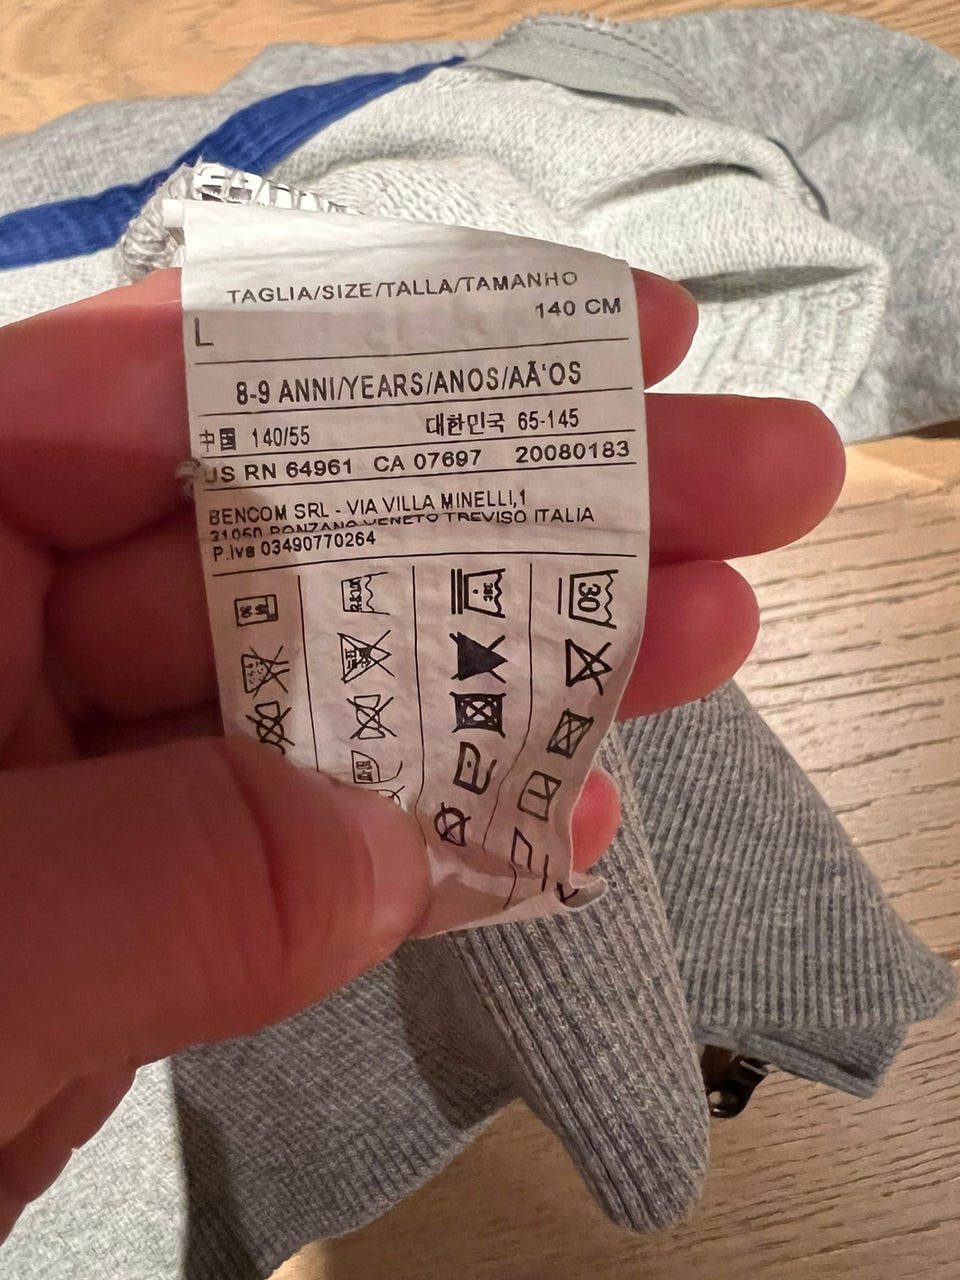 TAGLIA/SIZE/TALLA/TAMANHO
140 CM
L
8-9 ANNI/YEARS/ANOS/AÃ‘OS
中国 140/55 대한민국 65-145
US RN 64961 CA 07697 20080183
BENCOM SRL - VIA VILLA MINELLI,1
31050 PONZANO VENETO TREVISO ITALIA
P.iva 03490770264
30